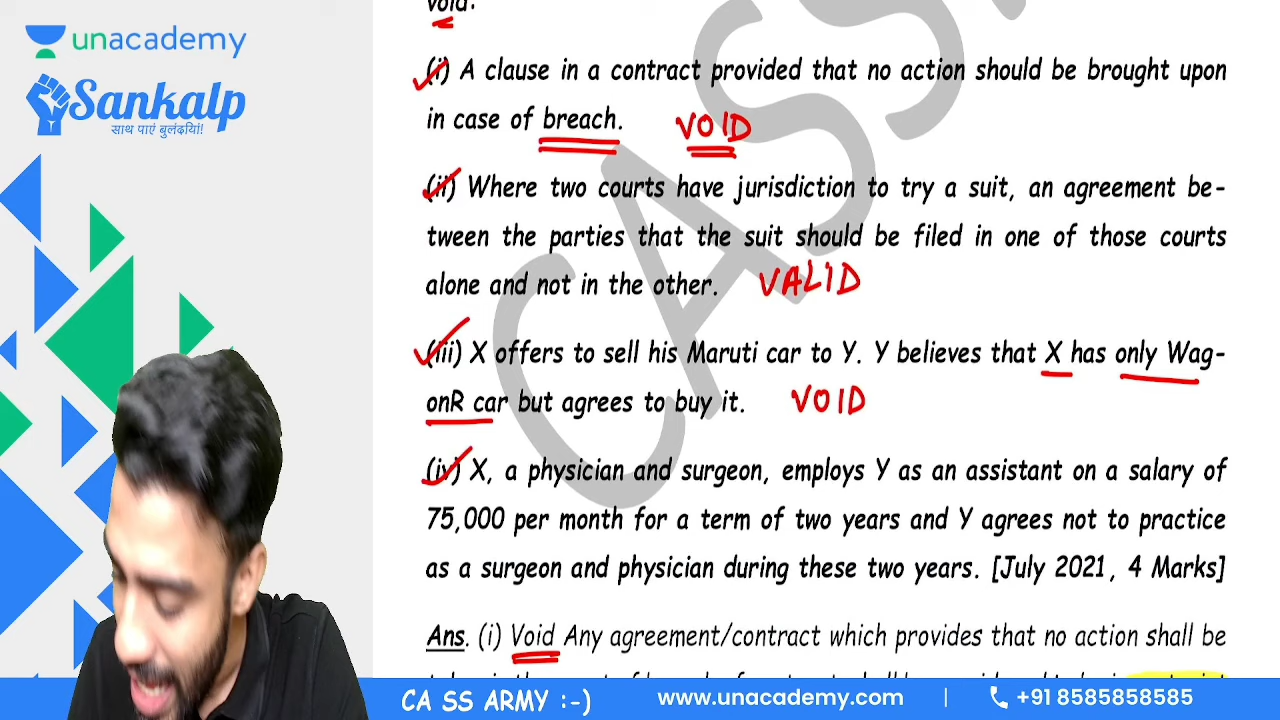 unacademy
Sankalp
साथ पाएं बुलंदियां!
void.
(i) A clause in a contract provided that no action should be brought upon
in case of breach. VOID
(ii) Where two courts have jurisdiction to try a suit, an agreement be-
tween the parties that the suit should be filed in one of those courts
alone and not in the other. VALID
(iii) X offers to sell his Maruti car to Y. Y believes that X has only Wag-
onR car but agrees to buy it. VOID
(iv) X, a physician and surgeon, employs Y as an assistant on a salary of
75,000 per month for a term of two years and Y agrees not to practice
as a surgeon and physician during these two years. [July 2021, 4 Marks]
Ans. (i) Void Any agreement/contract which provides that no action shall be
CA SS ARMY :-) www.unacademy.com | +91 8585858585